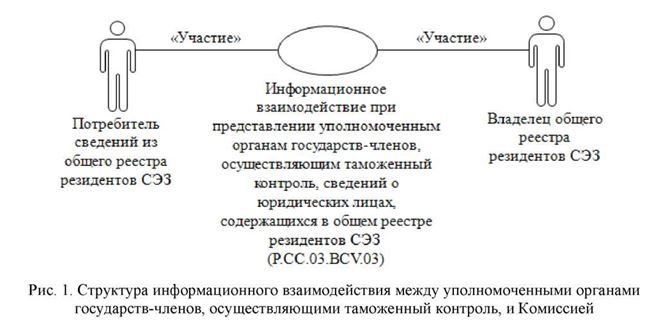 «Участие»
«Участие»
Потребитель
сведений из
общего реестра
резидентов СЭЗ
Информационное
взаимодействие при
представлении уполномоченным
органам государств-членов,
осуществляющим таможенный
контроль, сведений о
юридических лицах,
содержащихся в общем реестре
резидентов СЭЗ
(P.CC.03.BCV.03)
Владелец общего
реестра
резидентов СЭЗ
Рис. 1. Структура информационного взаимодействия между уполномоченными органами
государств-членов, осуществляющими таможенный контроль, и Комиссией